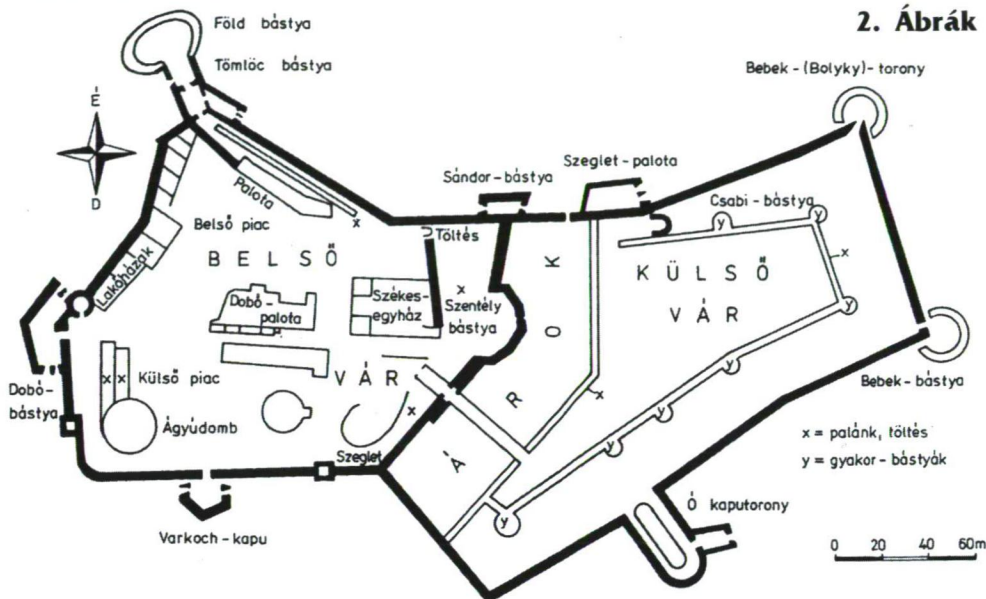 2. Ábrák
Föld bástya
Tömlöc bástya
Bebek-(Bolyky)-torony
É
D
Szeglet-palota
Sándor-bástya
Palota
Csabi-bástya
Belső piac
Töltés
BELSŐ
VÁR
KÜLSŐ
VÁR
ÁROK
Lakóházak
Dobó-
palota
Székes-
egyház
Szentély
bástya
Dobó-
bástya
Külső piac
Ágyúdomb
Szeglet
Bebek-bástya
x = palánk, töltés
y = gyakor-bástyák
Ó kaputorony
Varkoch-kapu
0 20 40 60m
x
x
x
x
x
x
x
y
y
y
y
y
y
y